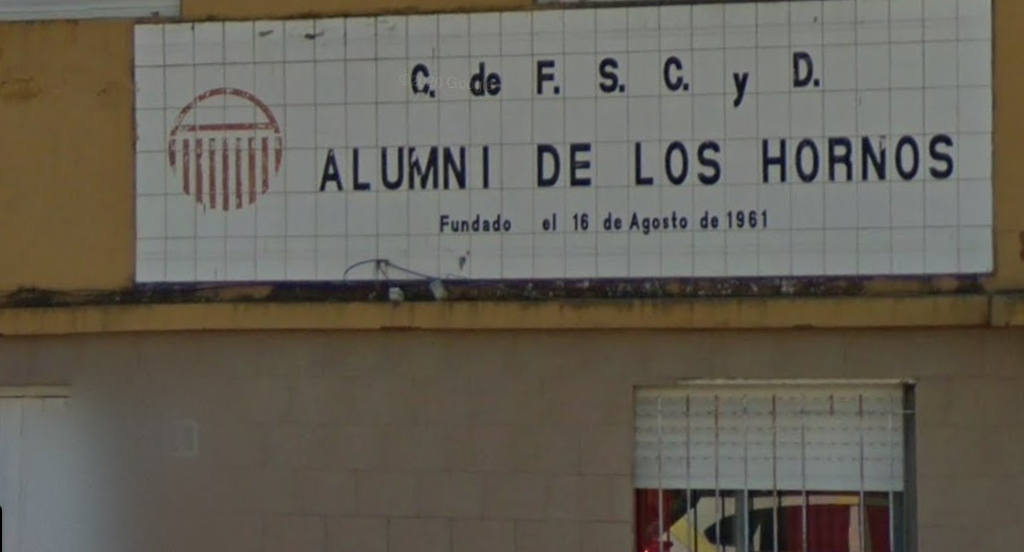 C. de F. S. C. y D.
ALUMNI DE LOS HORNOS
Fundado el 16 de Agosto de 1961